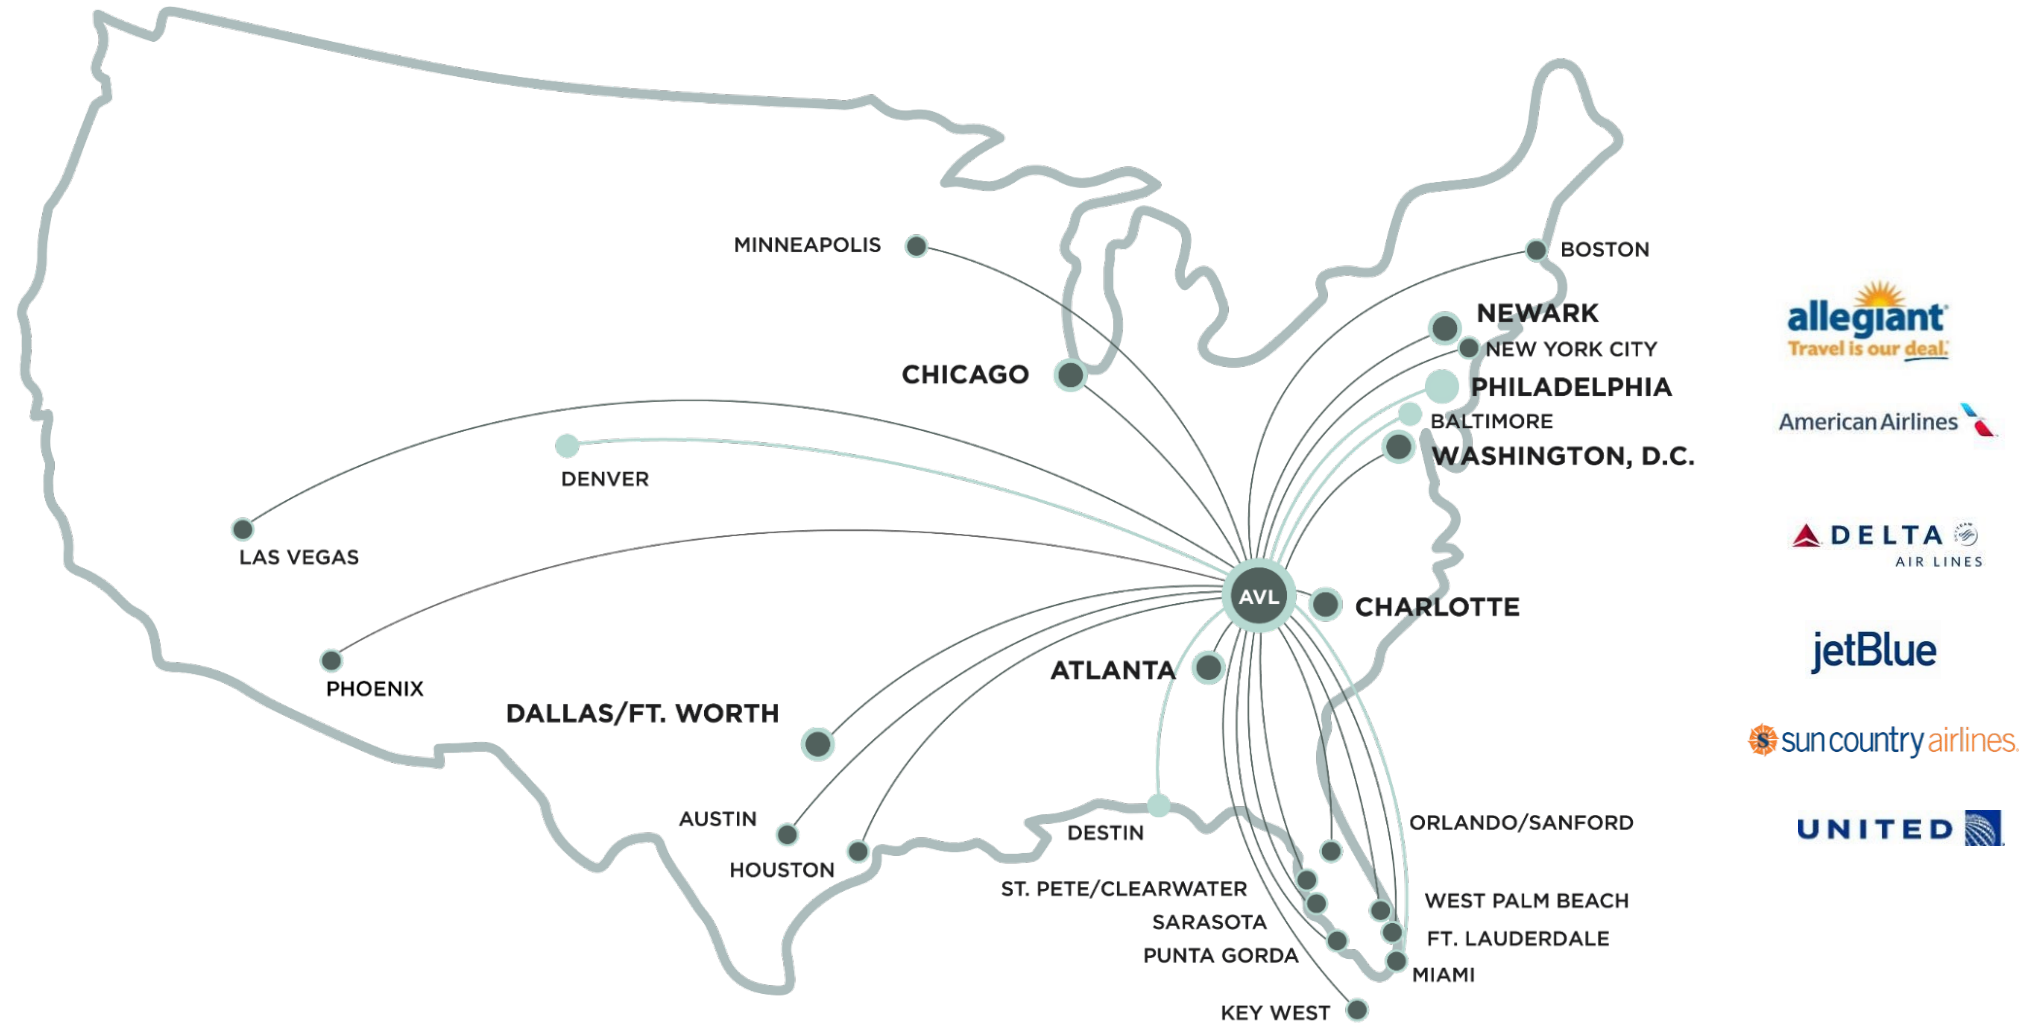 MINNEAPOLIS
BOSTON
NEWARK
NEW YORK CITY
CHICAGO
PHILADELPHIA
BALTIMORE
WASHINGTON, D.C.
DENVER
LAS VEGAS
AVL
CHARLOTTE
ATLANTA
PHOENIX
DALLAS/FT. WORTH
AUSTIN
HOUSTON
DESTIN
ORLANDO/SANFORD
ST. PETE/CLEARWATER
WEST PALM BEACH
SARASOTA
FT. LAUDERDALE
PUNTA GORDA
MIAMI
KEY WEST
allegiant
Travel is our deal.
American Airlines
DELTA
AIR LINES
jetBlue
S sun country airlines.
UNITED